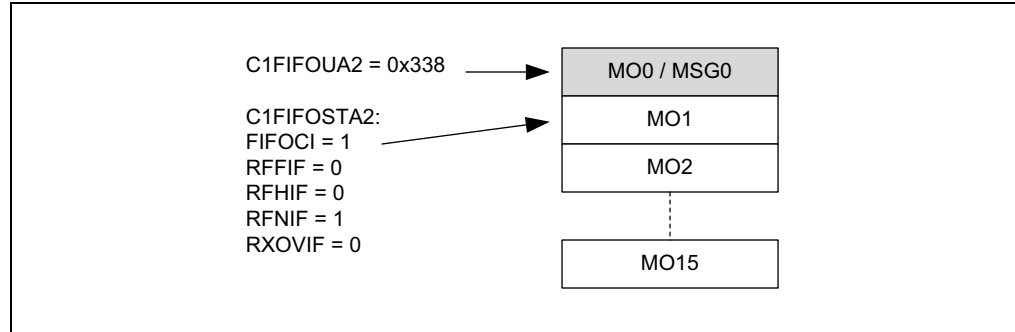 C1FIFOUA2 = 0x338
C1FIFOSTA2:
FIFOCI = 1
RFFIF = 0
RFHIF = 0
RFNIF = 1
RXOVIF = 0
MO0 / MSG0
MO1
MO2
MO15